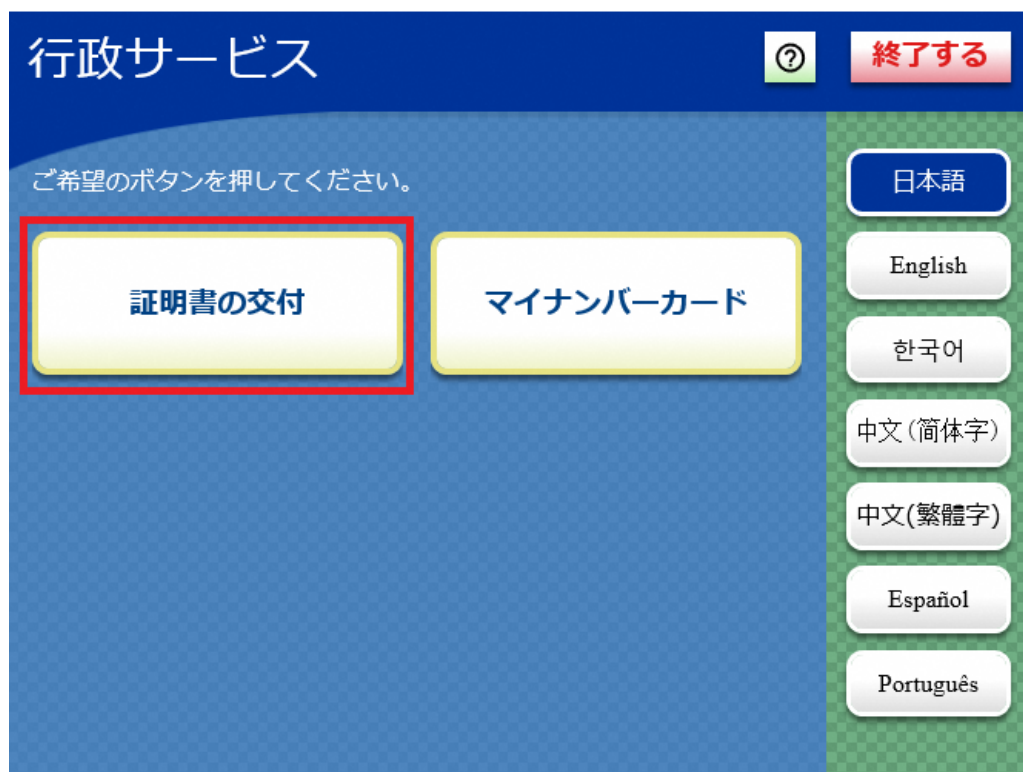 行政サービス
?
終了する
ご希望のボタンを押してください。
証明書の交付
マイナンバーカード
日本語
English
한국어
中文(简体字)
中文(繁體字)
Español
Português